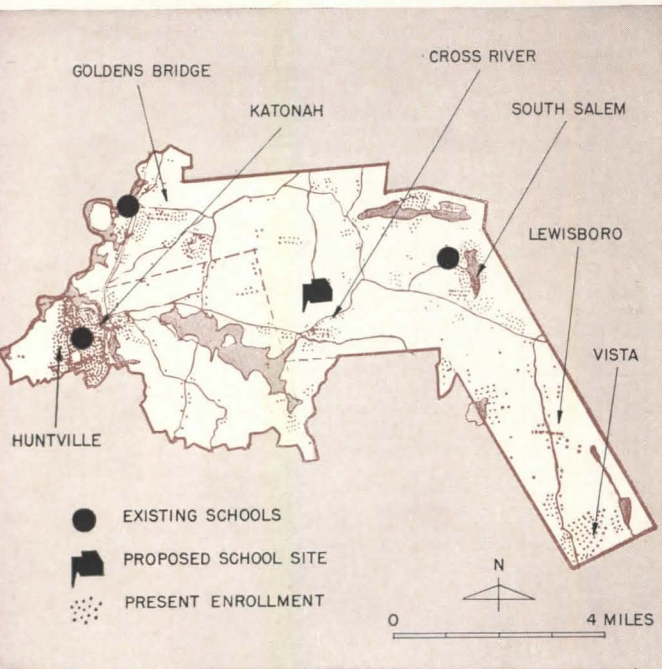 CROSS RIVER
GOLDENS BRIDGE
KATONAH
SOUTH SALEM
LEWISBORO
VISTA
HUNTVILLE
EXISTING SCHOOLS
PROPOSED SCHOOL SITE
PRESENT ENROLLMENT
N
0 4 MILES